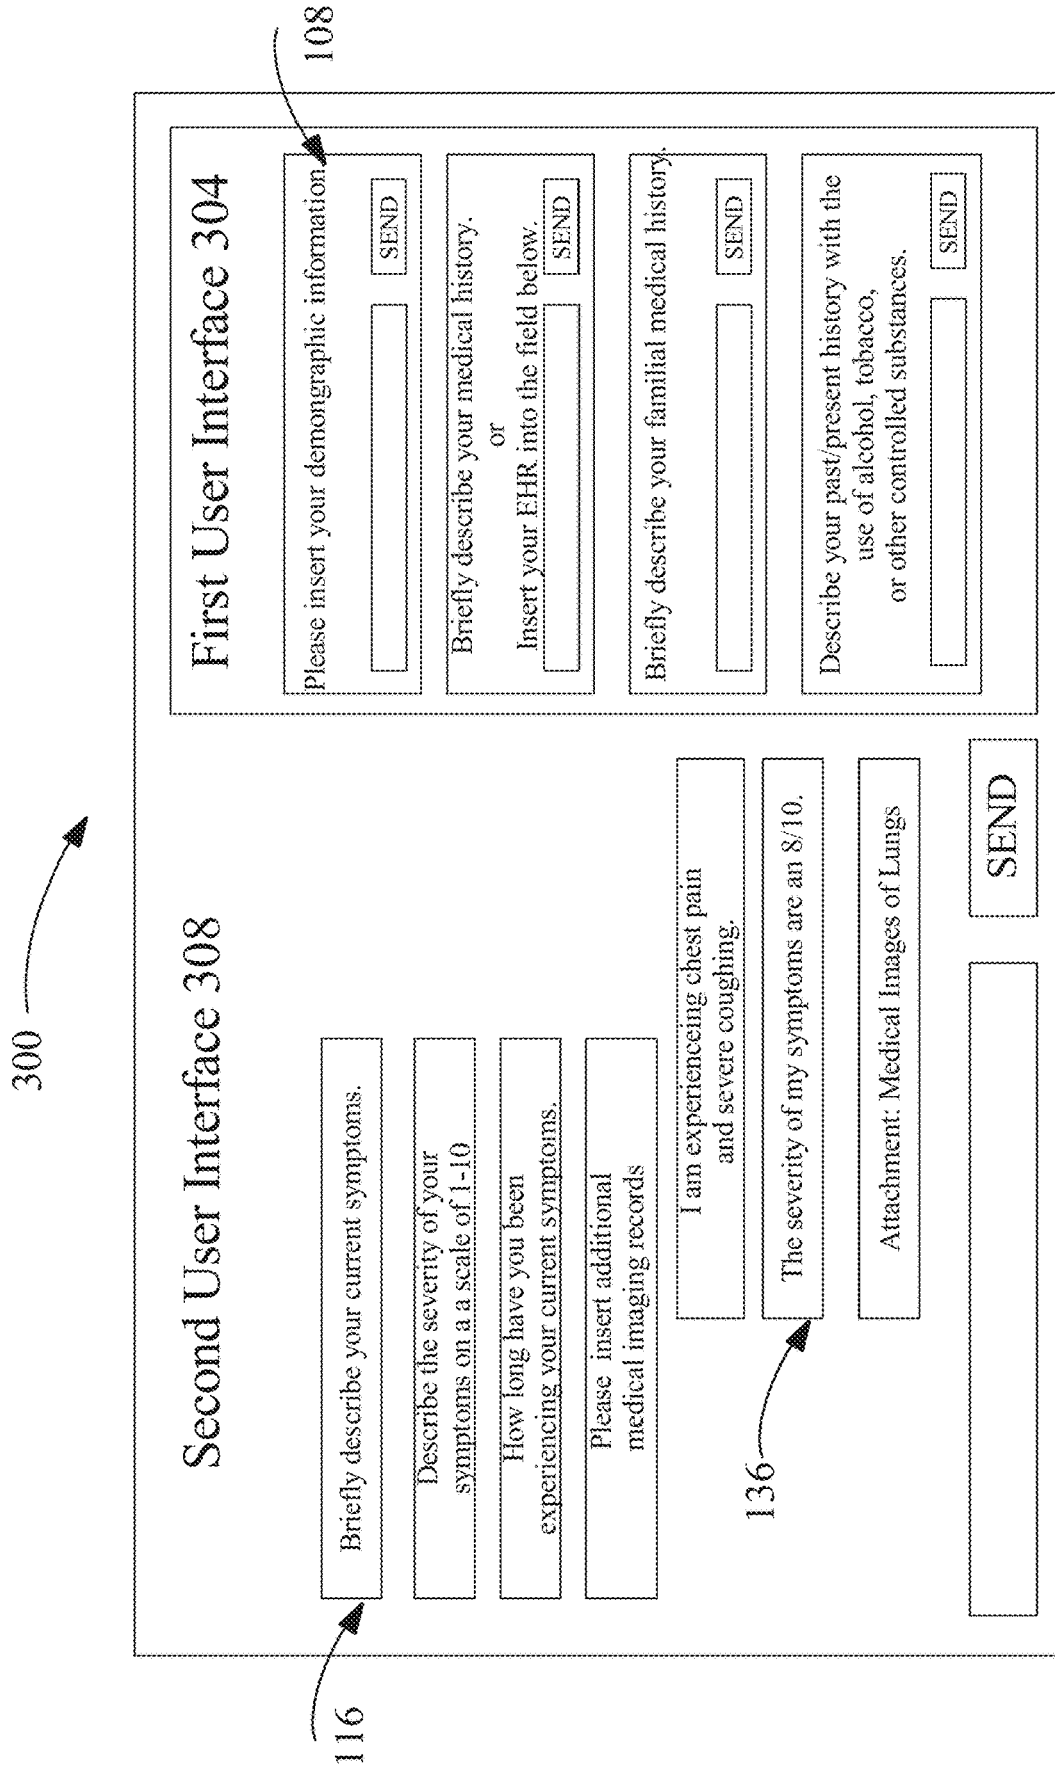 300
Second User Interface 308
116
Briefly describe your current symptoms.
Describe the severity of your
symptoms on a a scale of 1-10
How long have you been
experiencing your current symptoms.
Please insert additional
medical imaging records
I am experienceing chest pain
and severe coughing.
136
The severity of my symptoms are an 8/10.
Attachment: Medical Images of Lungs
SEND
First User Interface 304
108
Please insert your demongraphic information.
SEND
Briefly describe your medical history.
or
Insert your EHR into the field below.
SEND
Briefly describe your familial medical history.
SEND
Describe your past/present history with the
use of alcohol, tobacco,
or other controlled substances.
SEND